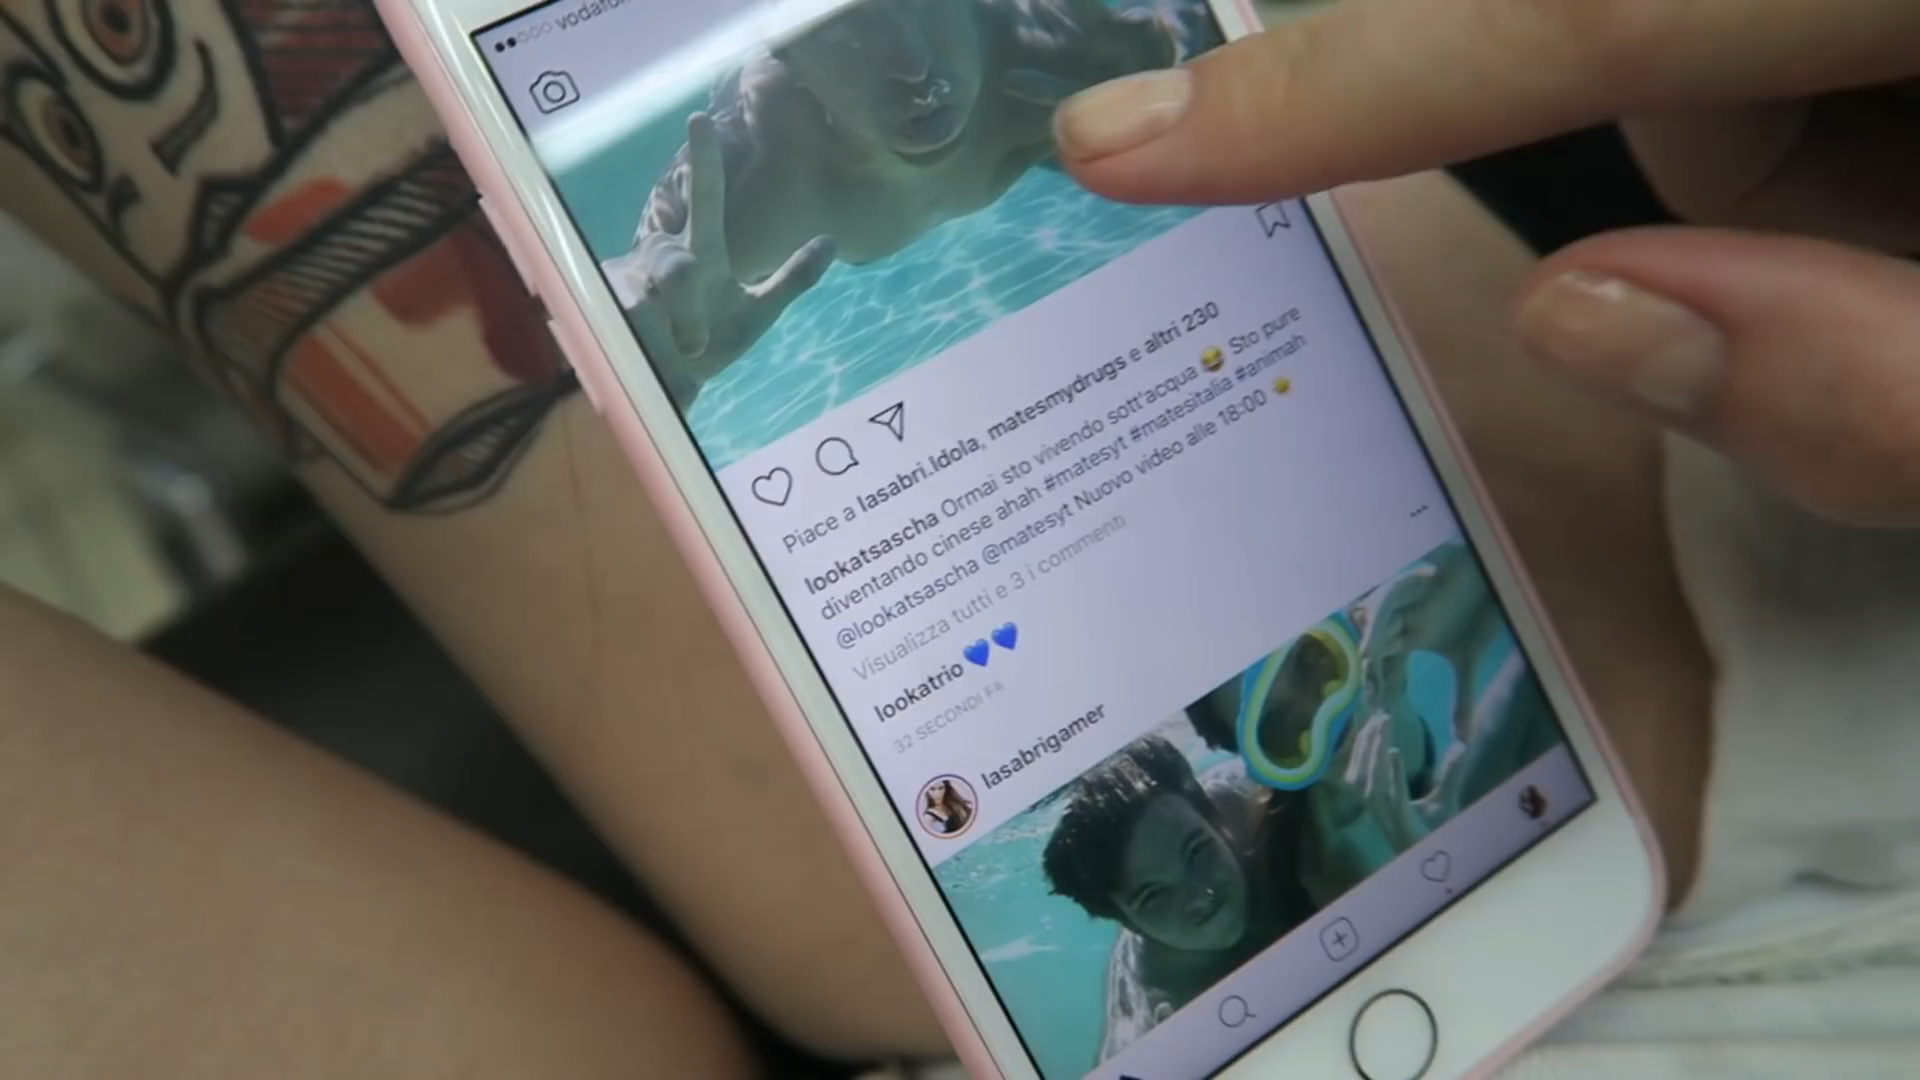 Piace a lasabri.ldola, matesmydrugs e altri 230
lookatsascha Ormai sto vivendo sott'acqua 😂 Sto pure
diventando cinese ahah #matesyt #matesitalia #animah
@lookatsascha @matesyt Nuovo video alle 18:00 ⭐
Visualizza tutti e 3 i commenti
lookatrio 💙💙
32 SECONDI FA
lasabrigamer